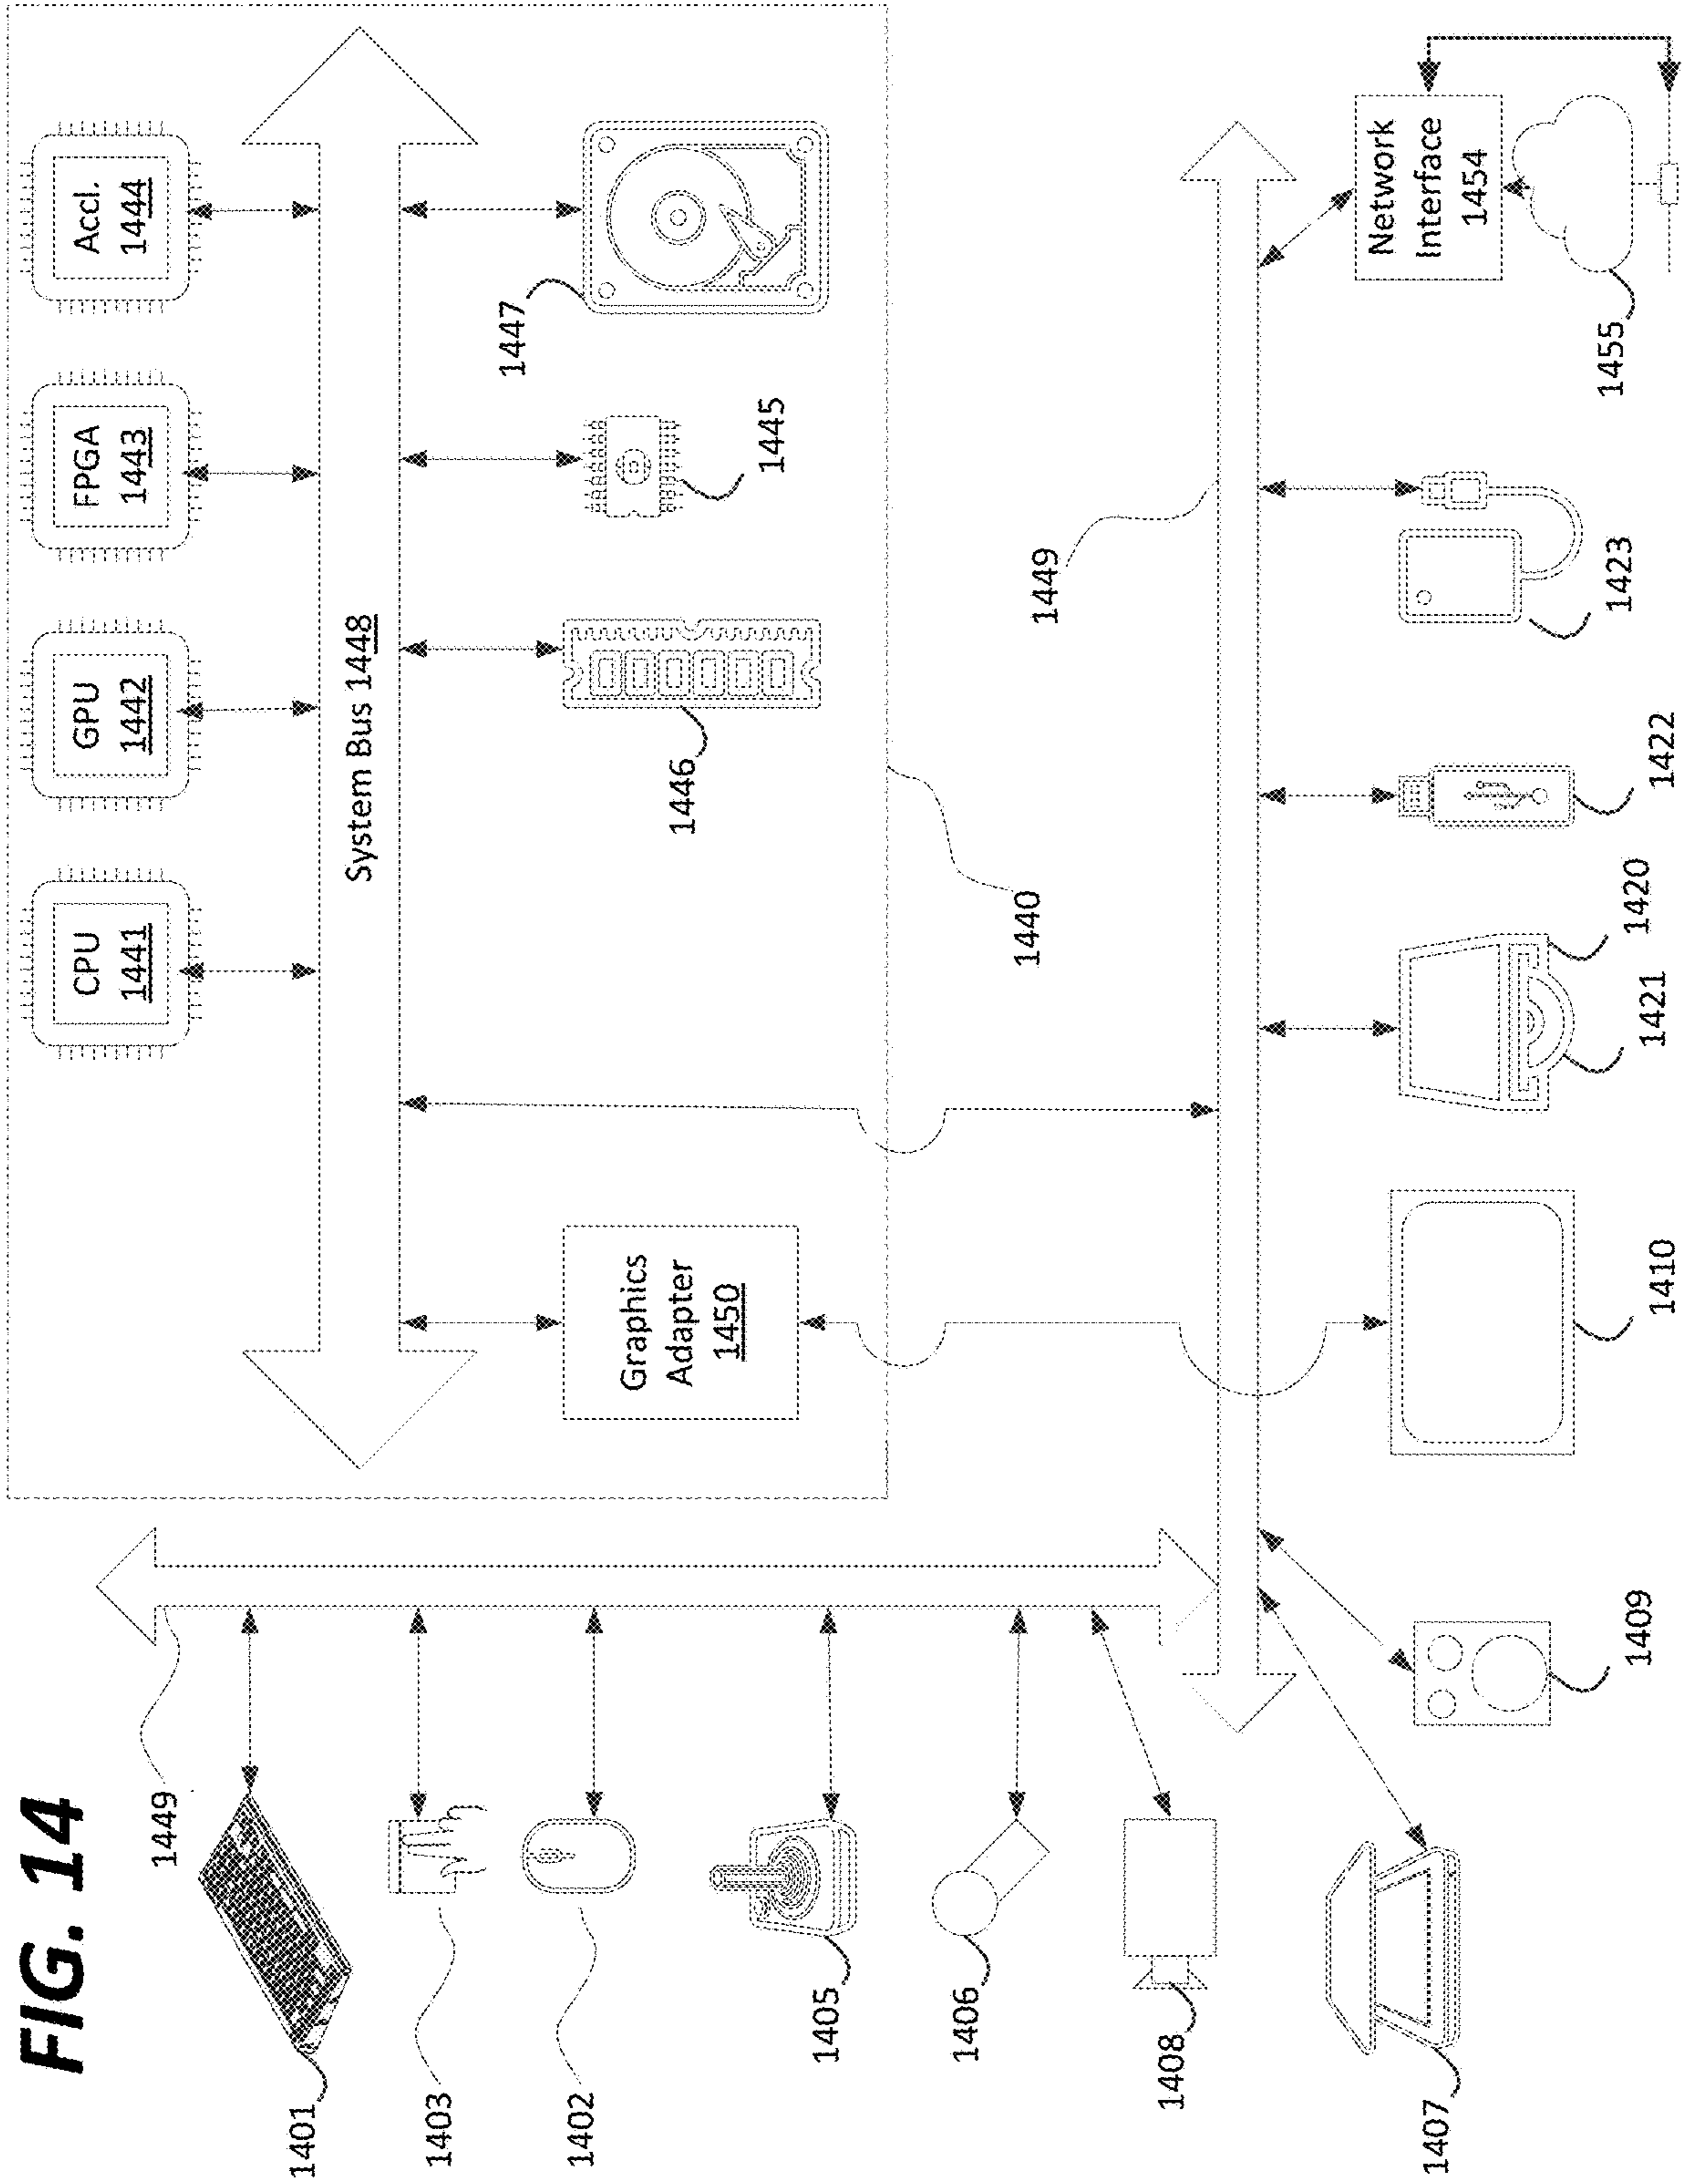 FIG. 14
CPU
1441
GPU
1442
FPGA
1443
Accl.
1444
System Bus 1448
Graphics
Adapter
1450
1446
1445
1447
1449
1401
1403
1402
1405
1406
1408
1407
1440
1449
Network
Interface
1454
1455
1409
1410
1421
1420
1422
1423